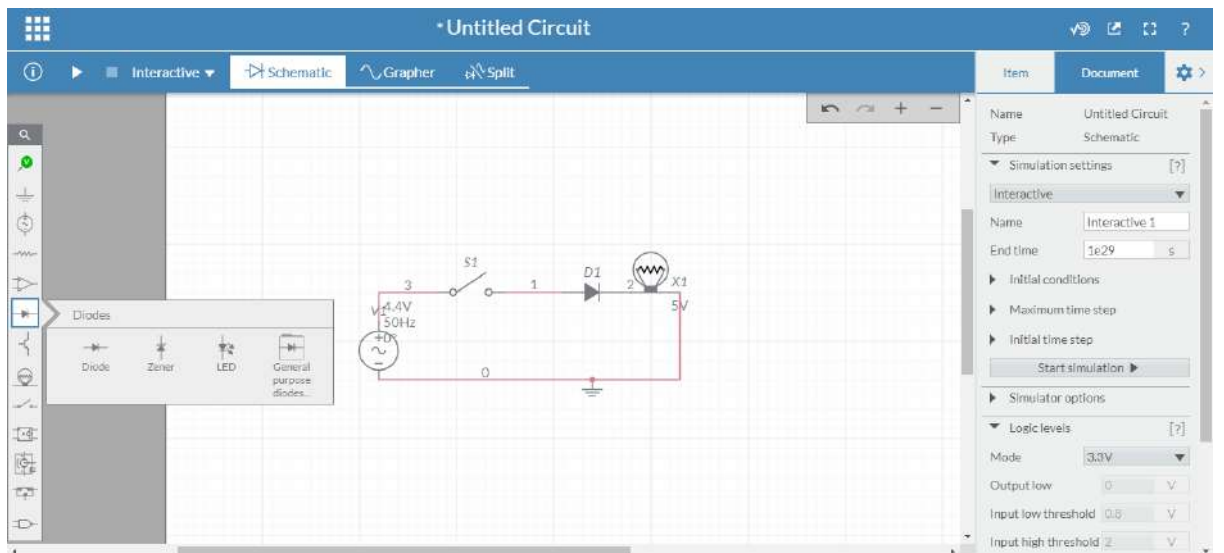 *Untitled Circuit
?
Interactive
Schematic
Grapher
Split
Item
Document
Name Untitled Circuit
Type Schematic
Simulation settings [?]
Interactive
Name Interactive 1
End time 1e29 s
Initial conditions
Maximum time step
Initial time step
Start simulation
Simulator options
Logic levels [?]
Mode 3.3V
Output low 0 V
Input low threshold 0.8 V
Input high threshold 2 V
Diodes
Diode
Zener
LED
General
purpose
diodes...
S1
3
1
D1
2
X1
5V
V1
4.4V
50Hz
0°
0